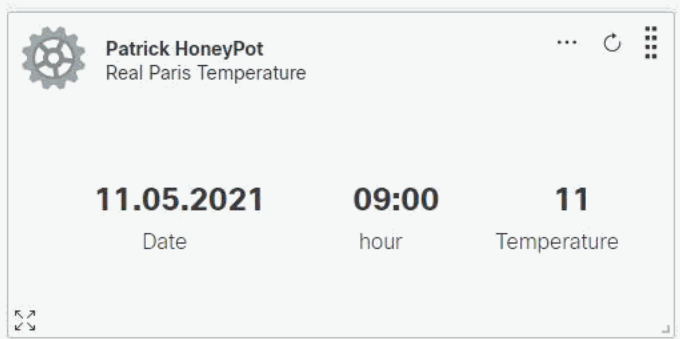 Patrick HoneyPot
Real Paris Temperature
11.05.2021 09:00 11
Date hour Temperature